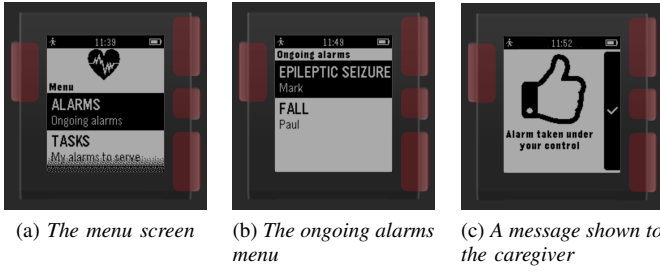 11:39
Menu
ALARMS
Ongoing alarms
TASKS
My alarms to serve
(a) The menu screen
11:49
Ongoing alarms
EPILEPTIC SEIZURE
Mark
FALL
Paul
(b) The ongoing alarms
menu
11:52
Alarm taken under
your control
(c) A message shown to
the caregiver